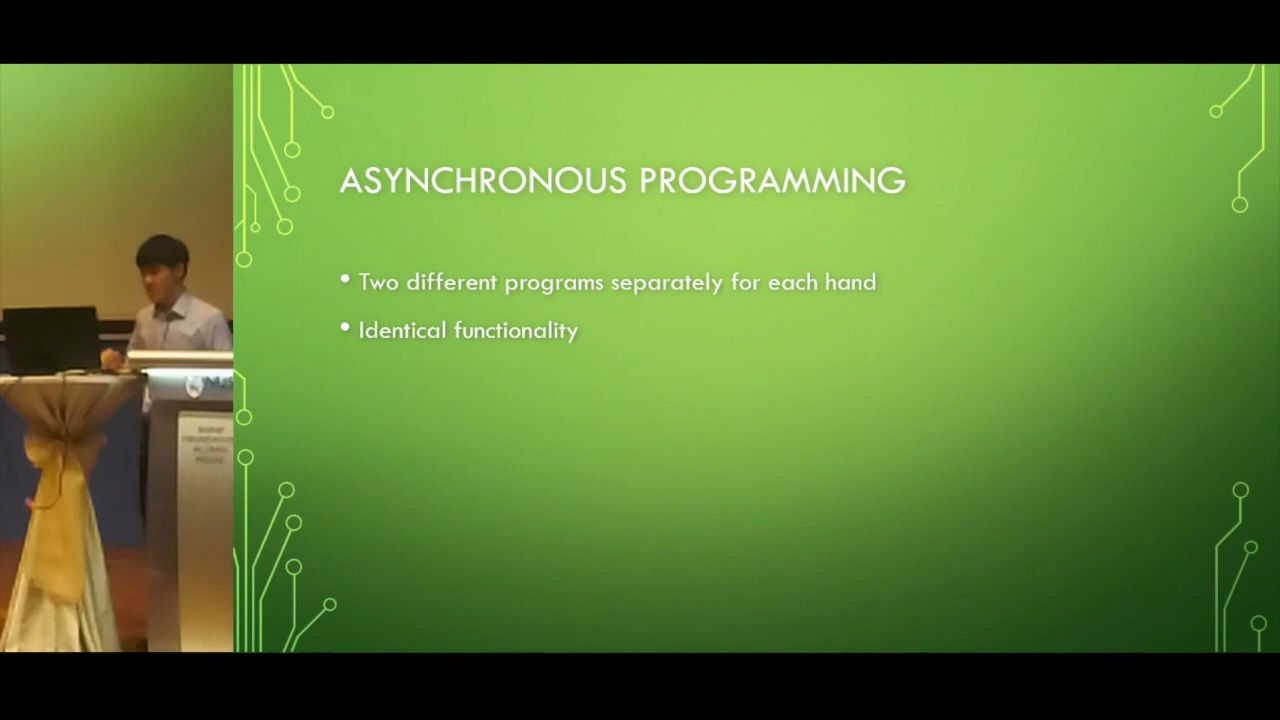 ASYNCHRONOUS PROGRAMMING
• Two different programs separately for each hand
• Identical functionality